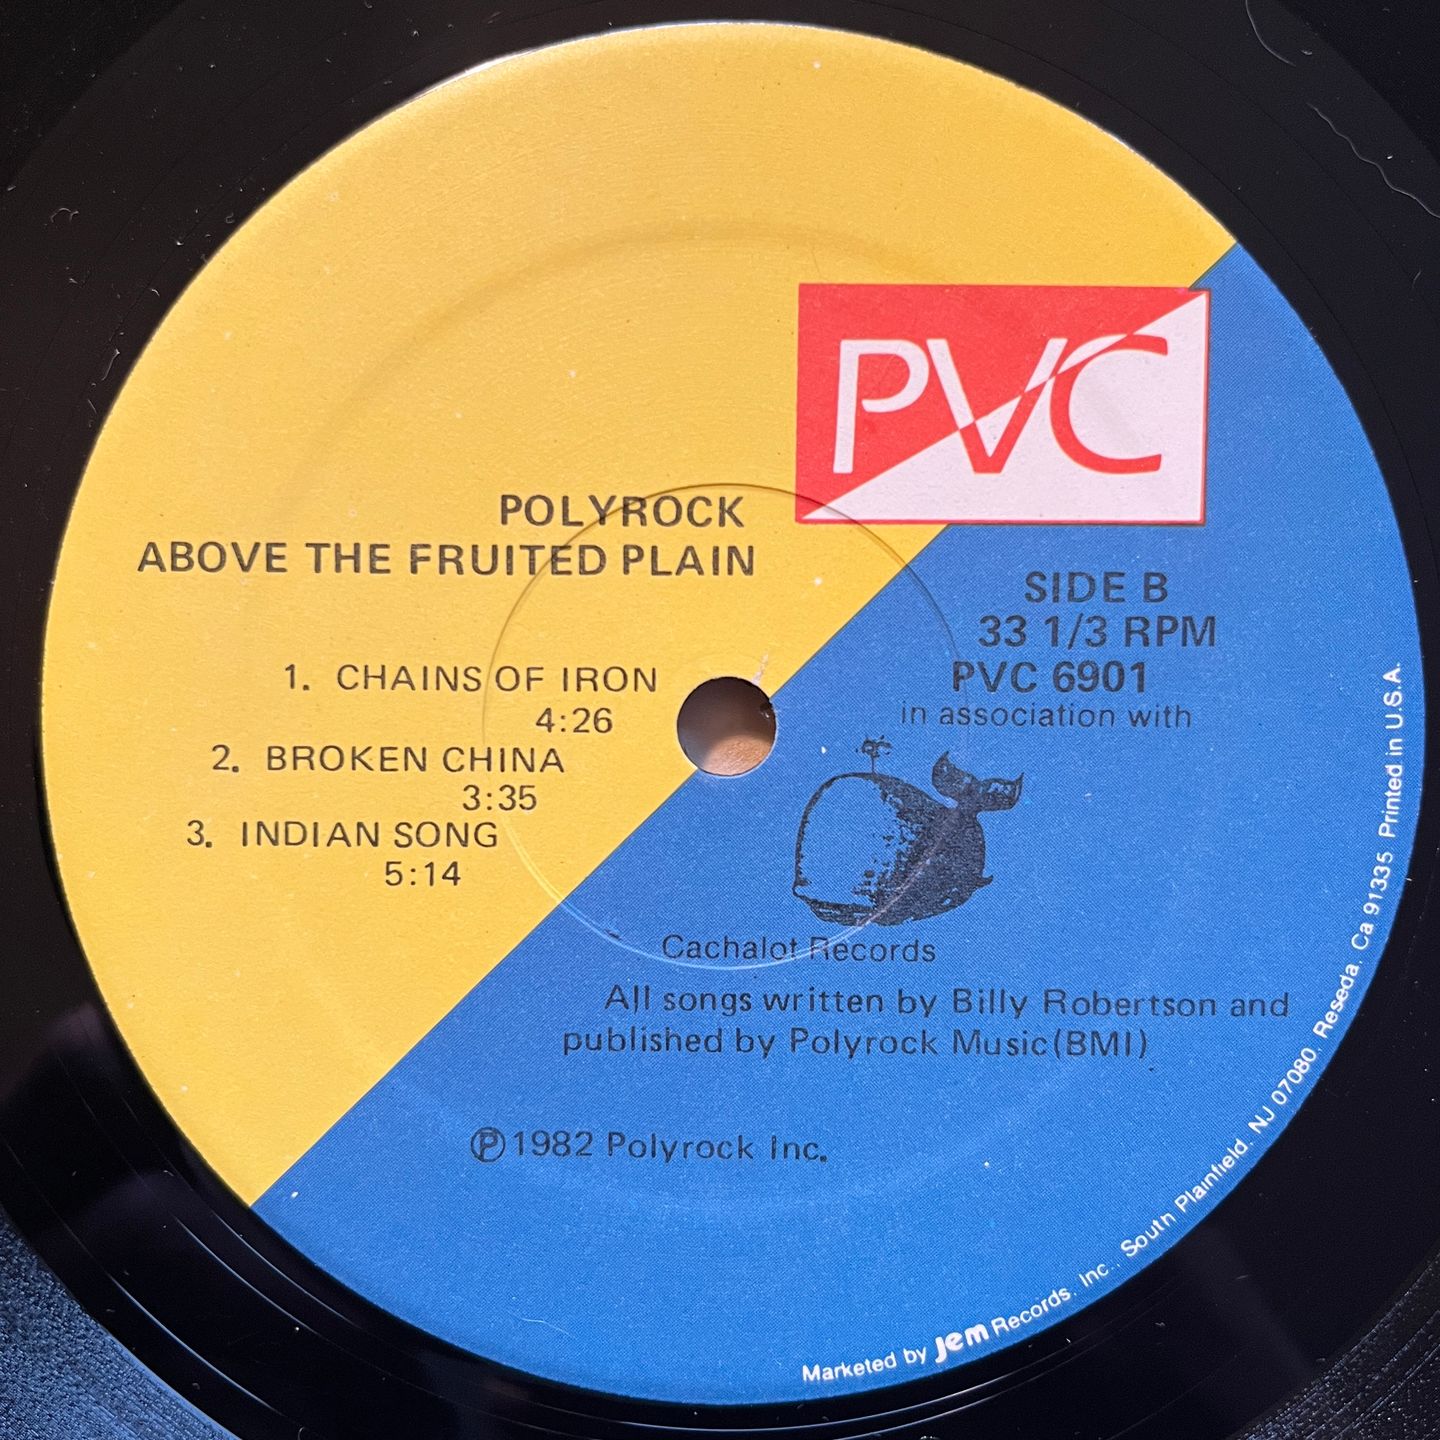 PVC
POLYROCK
ABOVE THE FRUITED PLAIN
1. CHAINS OF IRON
4:26
2. BROKEN CHINA
3:35
3. INDIAN SONG
5:14
SIDE B
33 1/3 RPM
PVC 6901
in association with
Cachalot Records
All songs written by Billy Robertson and
published by Polyrock Music (BMI)
℗ 1982 Polyrock Inc.
Marketed by Jem Records, Inc., South Plainfield, NJ 07080, Reseda, Ca 91335 Printed in U.S.A.